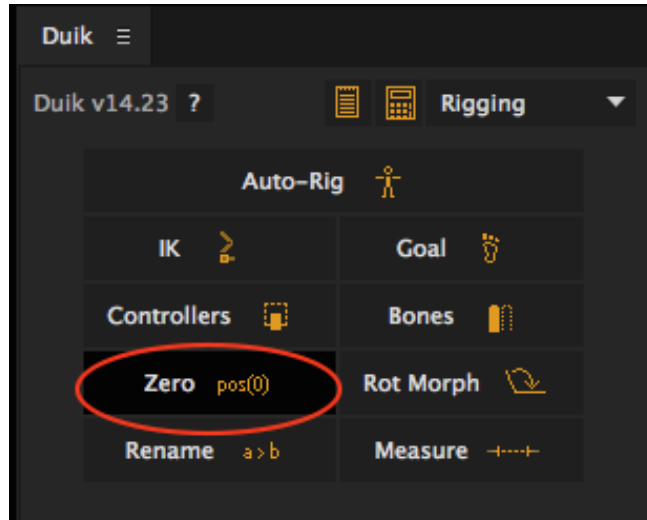 Duik
Duik v14.23 ? Rigging
Auto-Rig
IK Goal
Controllers Bones
Zero pos(0) Rot Morph
Rename a>b Measure